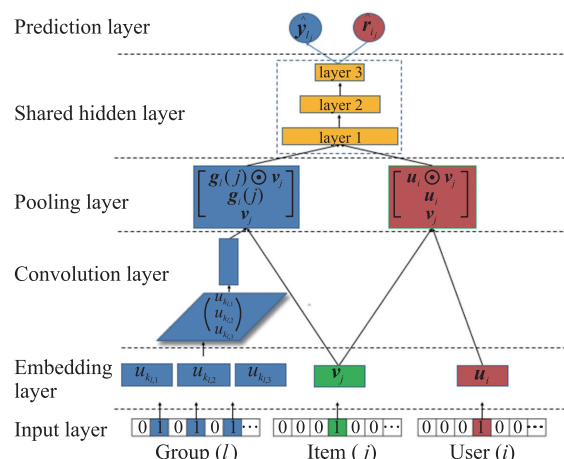 Prediction layer
ŷ_{l_j} r̂_{i_j}
layer 3
layer 2
Shared hidden layer
layer 1
g_i(j) ⊙ v_j
g_i(j)
v_j
u_i ⊙ v_j
u_i
v_j
Pooling layer
Convolution layer
u_{k_{l,1}}
u_{k_{l,2}}
u_{k_{l,3}}
Embedding layer
u_{k_{l,1}} u_{k_{l,2}} u_{k_{l,3}} v_j u_i
Input layer
0 1 0 1 0 1 ... 0 0 0 1 0 0 ... 0 0 0 1 0 0 ...
Group (l) Item (j) User (i)